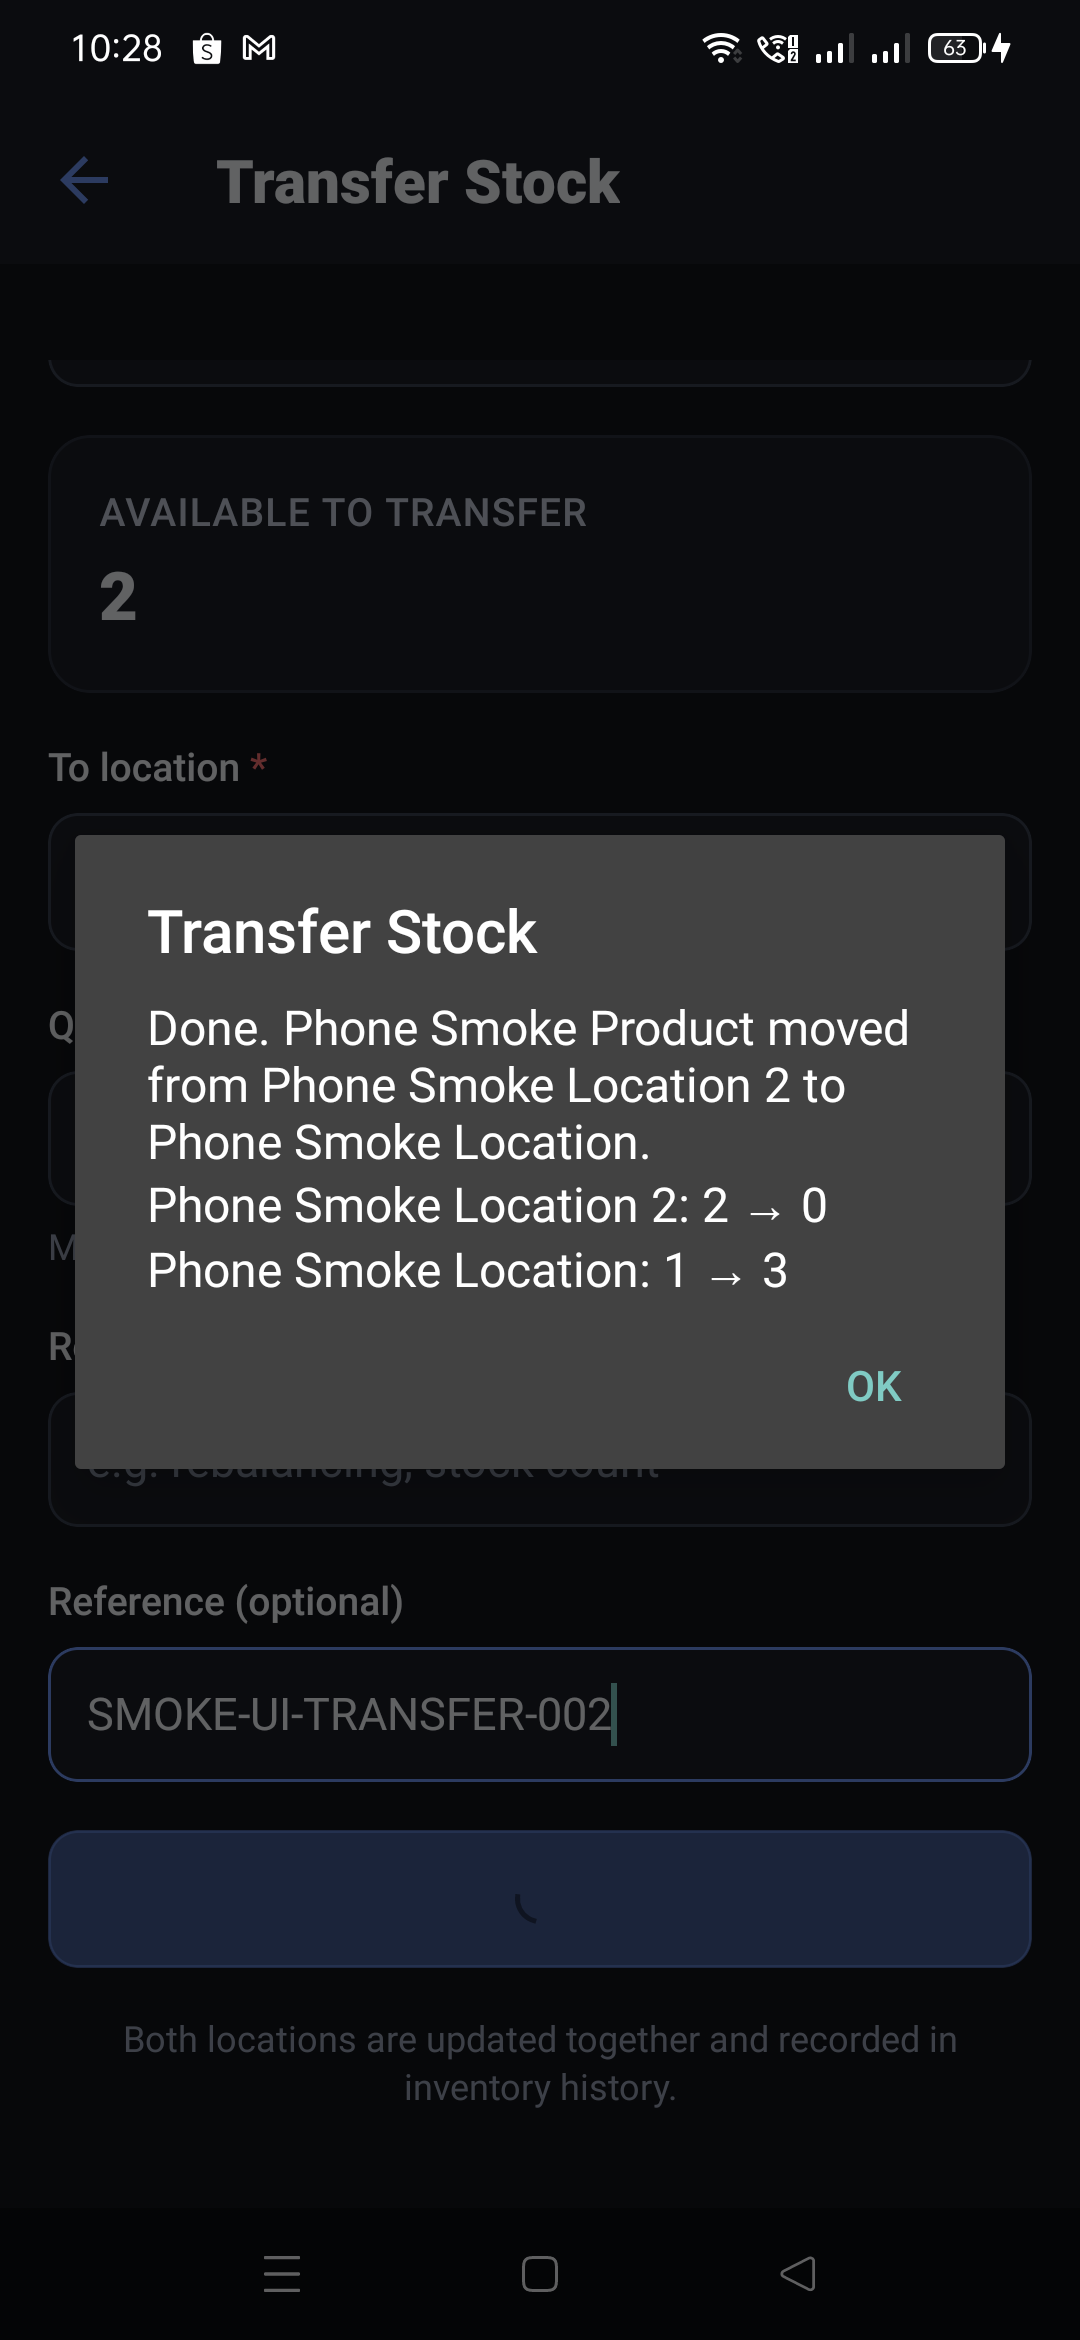 10:28
63
Transfer Stock
AVAILABLE TO TRANSFER
2
To location *
Transfer Stock
Done. Phone Smoke Product moved
from Phone Smoke Location 2 to
Phone Smoke Location.
Phone Smoke Location 2: 2 → 0
Phone Smoke Location: 1 → 3
OK
Reference (optional)
SMOKE-UI-TRANSFER-002
Both locations are updated together and recorded in
inventory history.